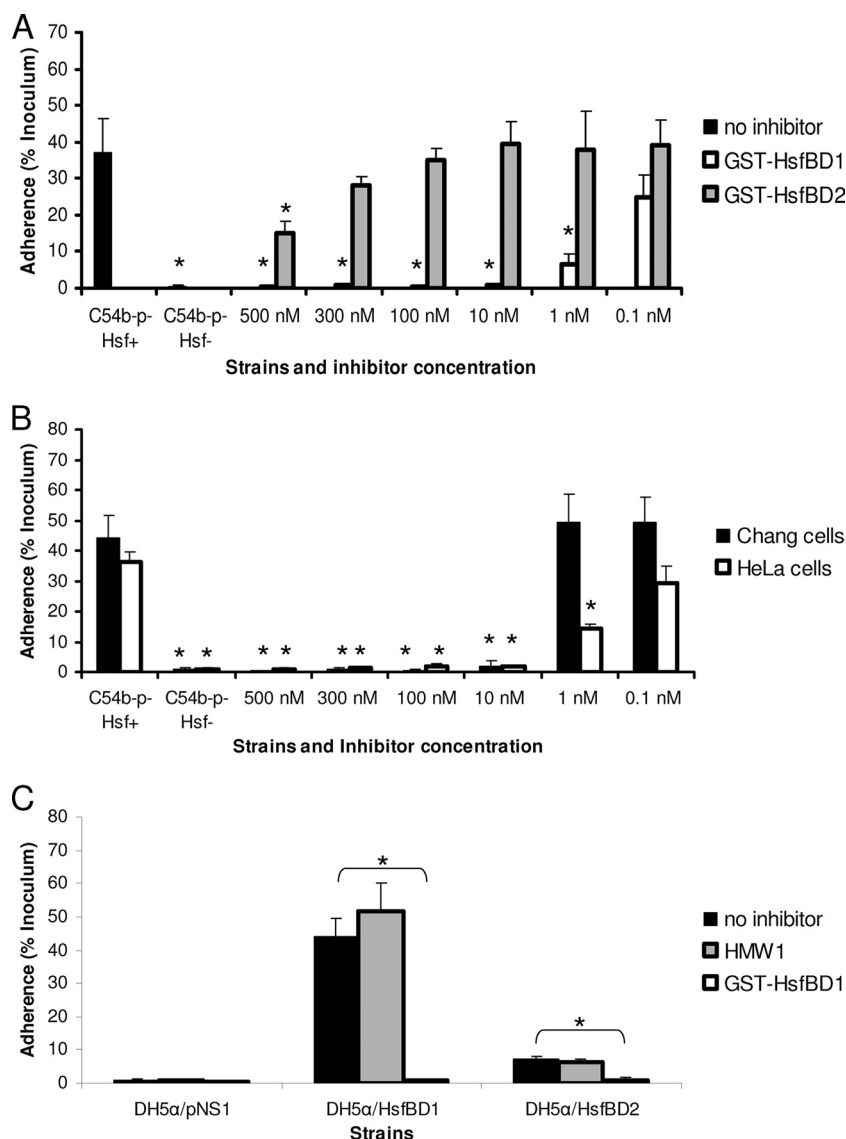 A
70
60
50
40
30
20
10
0
Adherence (% Inoculum)
* * * * * * *
C54b-p-Hsf+ C54b-p-Hsf- 500 nM 300 nM 100 nM 10 nM 1 nM 0.1 nM
Strains and inhibitor concentration
no inhibitor
GST-HsfBD1
GST-HsfBD2
B
80
70
60
50
40
30
20
10
0
Adherence (% Inoculum)
* * * * * * * * * * *
C54b-p-Hsf+ C54b-p-Hsf- 500 nM 300 nM 100 nM 10 nM 1 nM 0.1 nM
Strains and Inhibitor concentration
Chang cells
HeLa cells
C
80
70
60
50
40
30
20
10
0
Adherence (% Inoculum)
* *
DH5α/pNS1 DH5α/HsfBD1 DH5α/HsfBD2
Strains
no inhibitor
HMW1
GST-HsfBD1